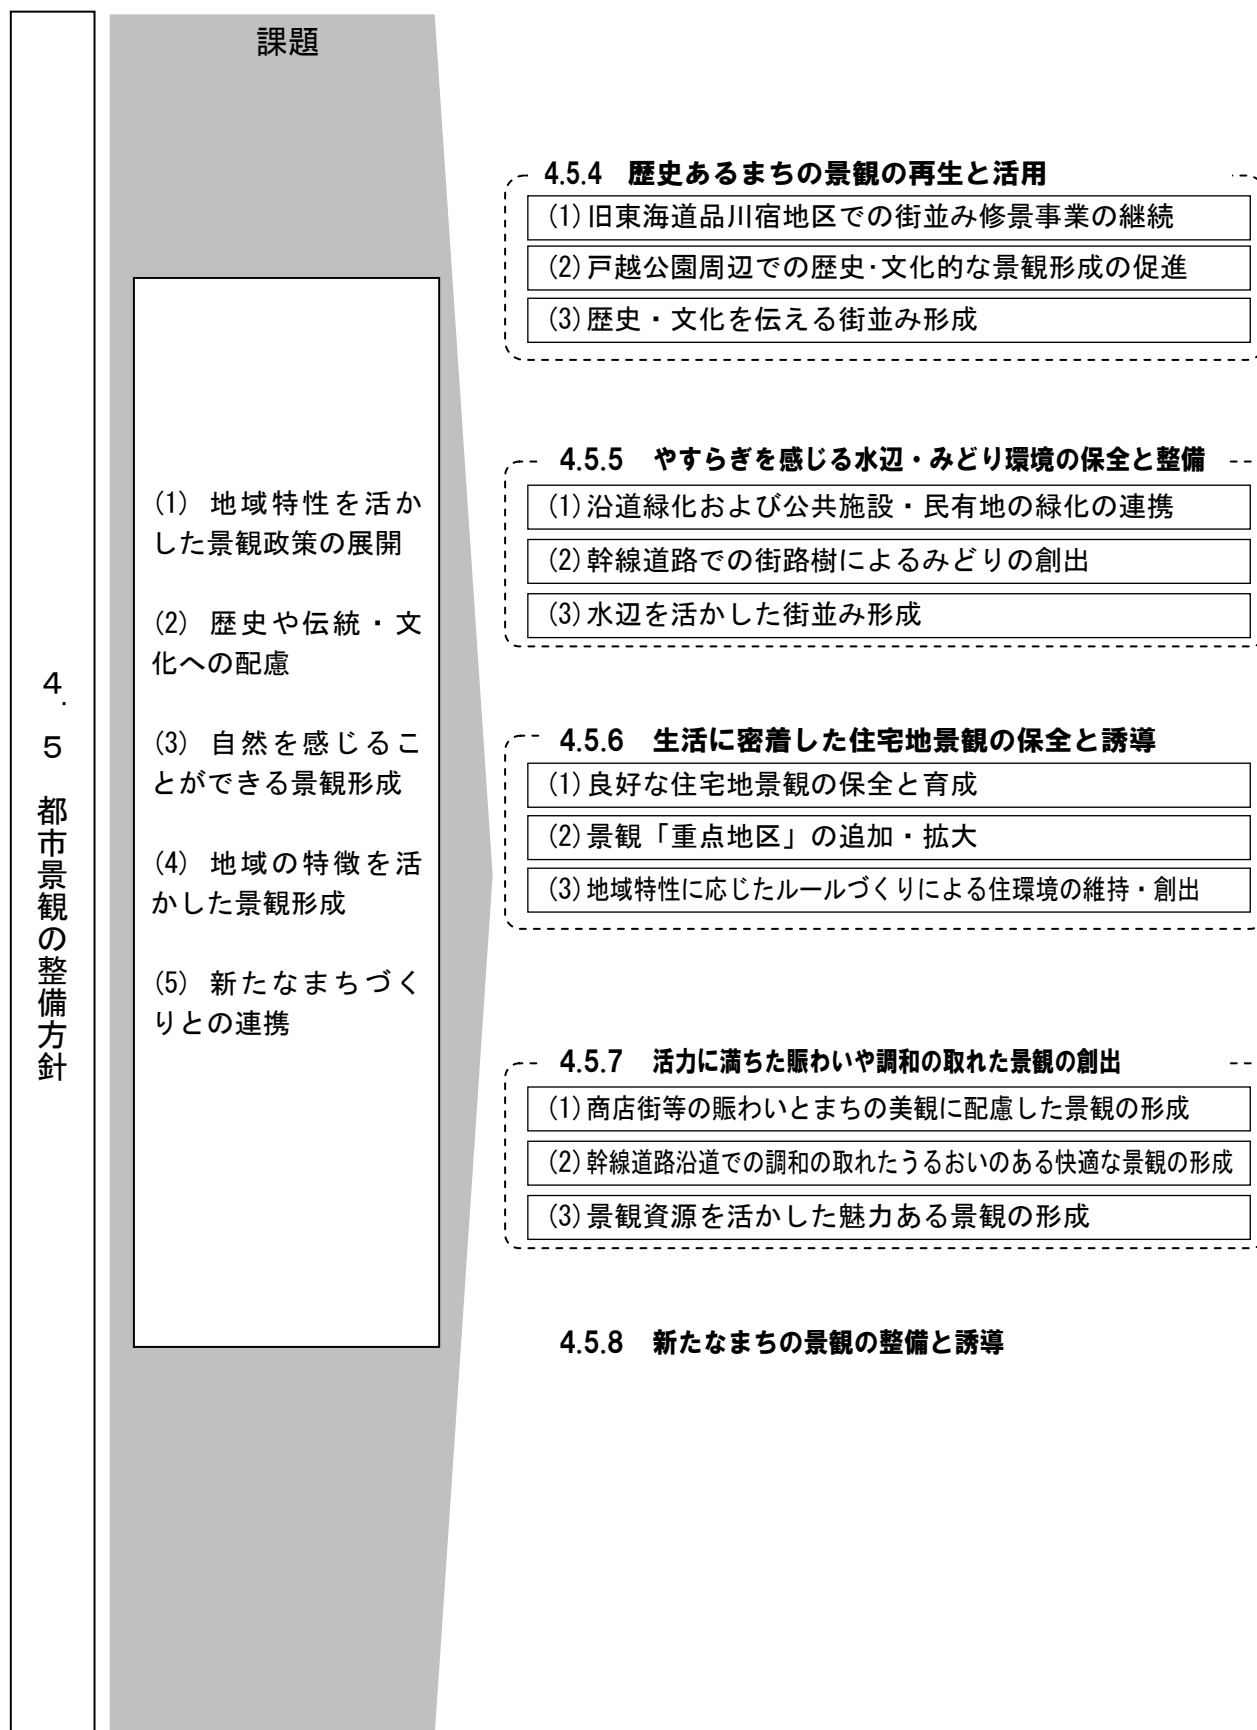 4.5 都市景観の整備方針
課題
(1) 地域特性を活か
した景観政策の展開
(2) 歴史や伝統・文
化への配慮
(3) 自然を感じるこ
とができる景観形成
(4) 地域の特徴を活
かした景観形成
(5) 新たなまちづく
りとの連携
4.5.4 歴史あるまちの景観の再生と活用
(1)旧東海道品川宿地区での街並み修景事業の継続
(2)戸越公園周辺での歴史・文化的な景観形成の促進
(3)歴史・文化を伝える街並み形成
4.5.5 やすらぎを感じる水辺・みどり環境の保全と整備
(1)沿道緑化および公共施設・民有地の緑化の連携
(2)幹線道路での街路樹によるみどりの創出
(3)水辺を活かした街並み形成
4.5.6 生活に密着した住宅地景観の保全と誘導
(1)良好な住宅地景観の保全と育成
(2)景観「重点地区」の追加・拡大
(3)地域特性に応じたルールづくりによる住環境の維持・創出
4.5.7 活力に満ちた賑わいや調和の取れた景観の創出
(1)商店街等の賑わいとまちの美観に配慮した景観の形成
(2)幹線道路沿道での調和の取れたうるおいのある快適な景観の形成
(3)景観資源を活かした魅力ある景観の形成
4.5.8 新たなまちの景観の整備と誘導